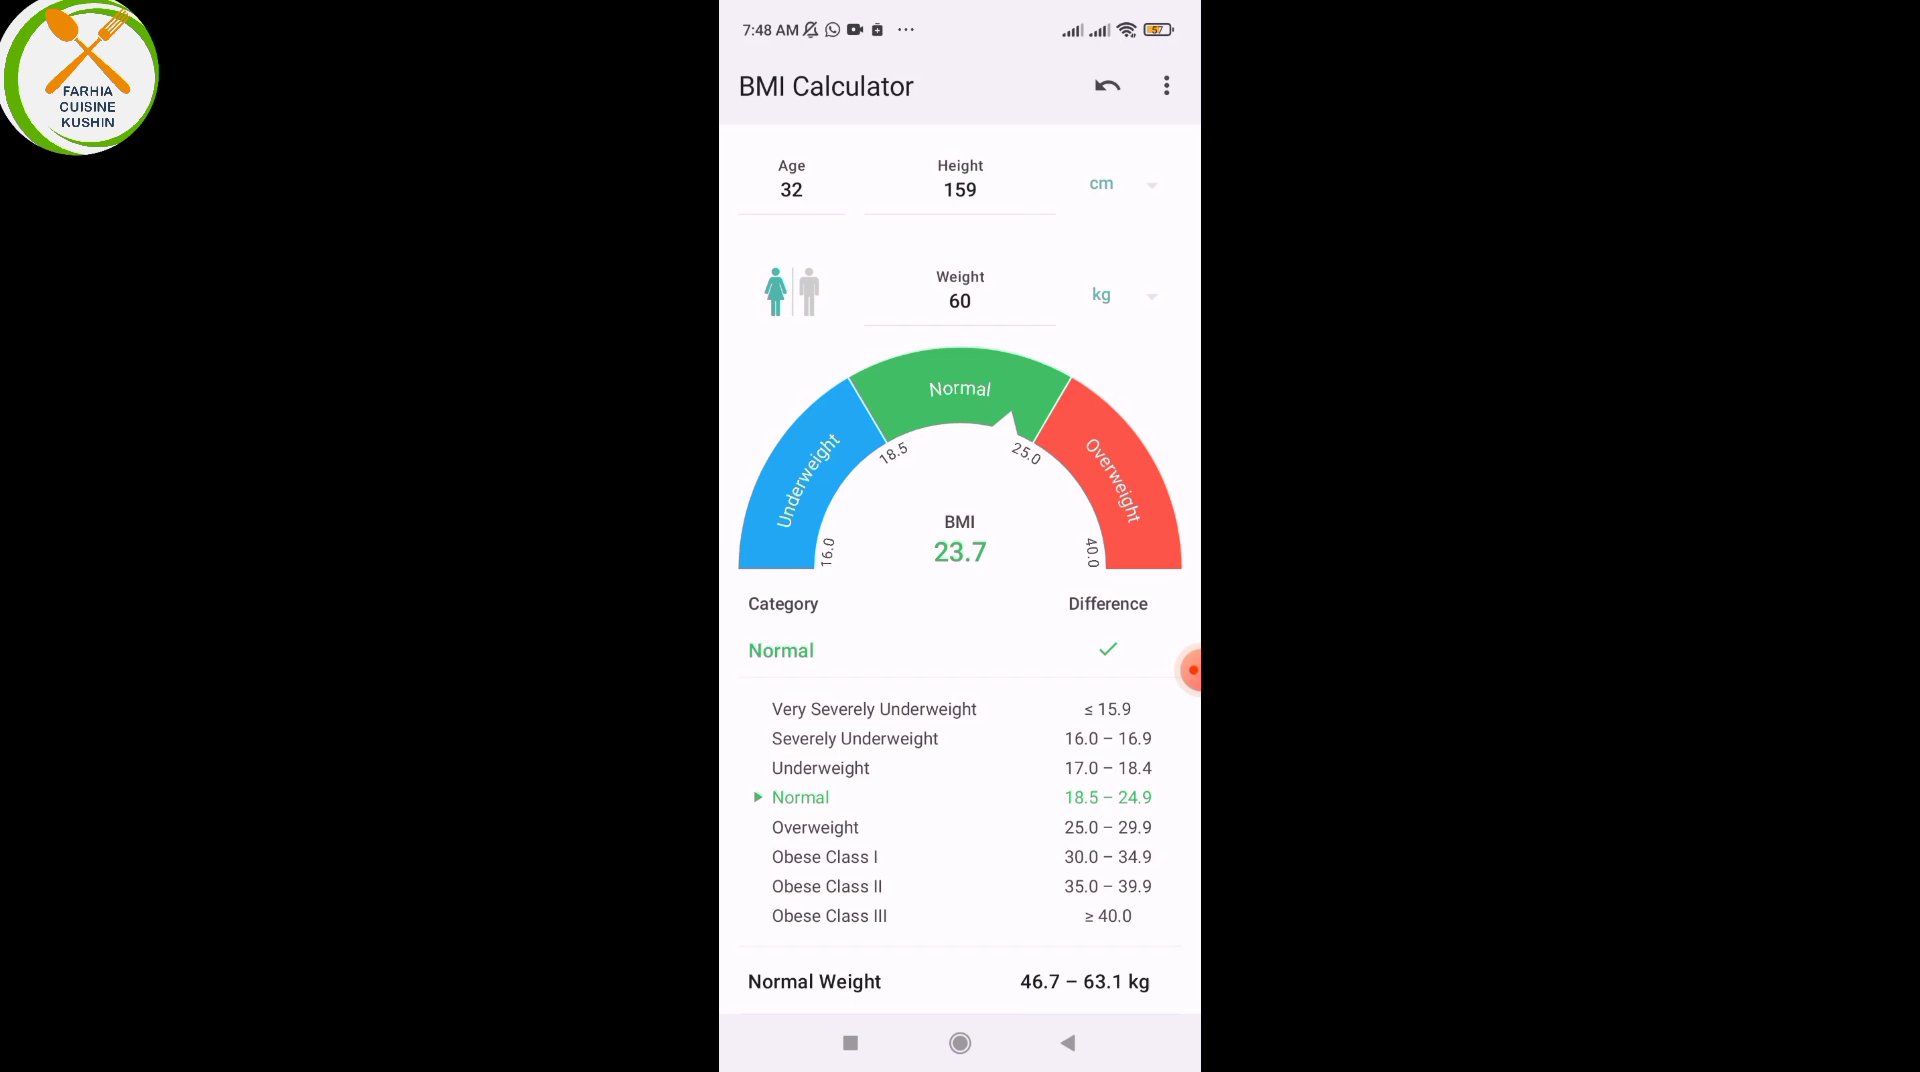 FARHIA
CUISINE
KUSHIN
7:48 AM
57
BMI Calculator
Age
32
Height
159
cm
Weight
60
kg
Underweight
Normal
Overweight
16.0
18.5
25.0
40.0
BMI
23.7
Category Difference
Normal
Very Severely Underweight ≤ 15.9
Severely Underweight 16.0 – 16.9
Underweight 17.0 – 18.4
Normal 18.5 – 24.9
Overweight 25.0 – 29.9
Obese Class I 30.0 – 34.9
Obese Class II 35.0 – 39.9
Obese Class III ≥ 40.0
Normal Weight 46.7 – 63.1 kg